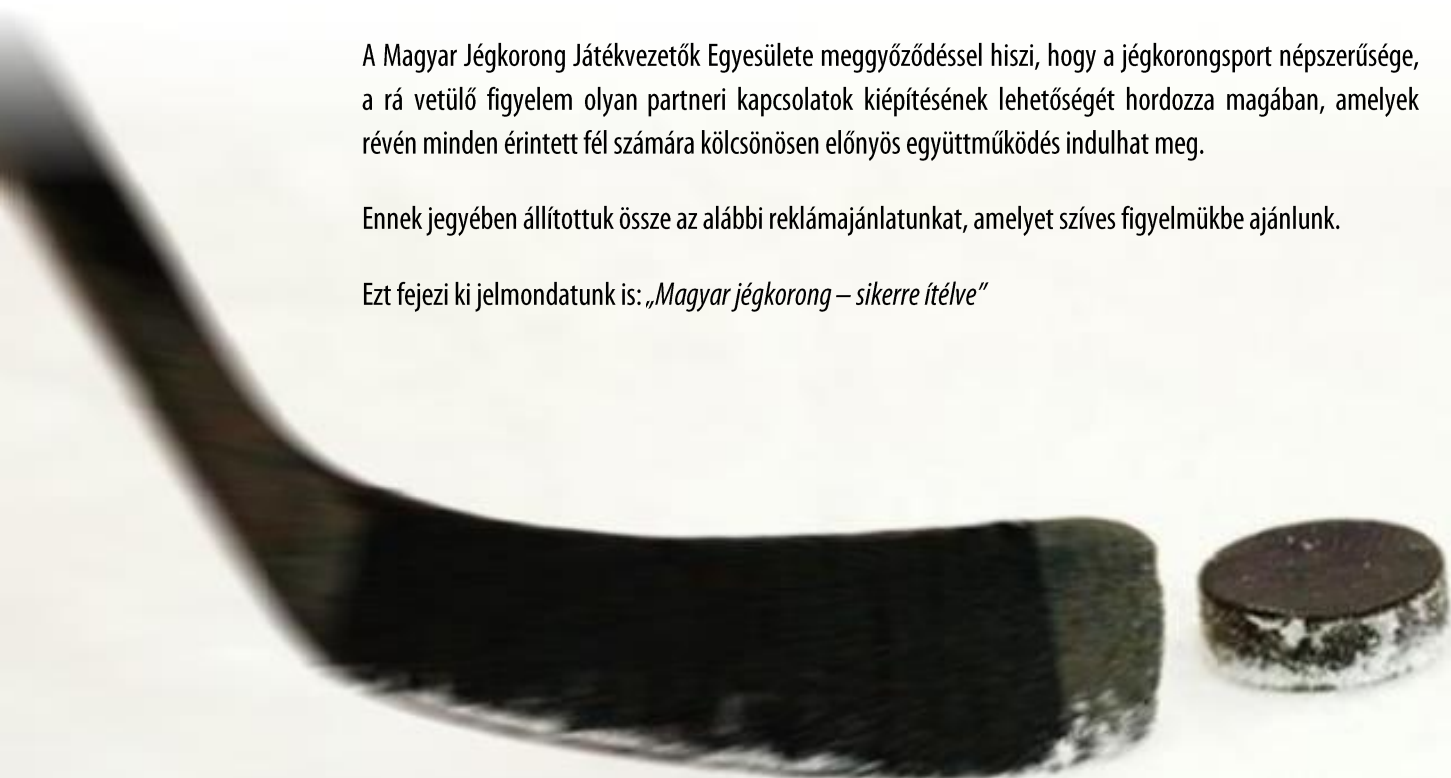 A Magyar Jégkorong Játékvezetők Egyesülete meggyőződéssel hiszi, hogy a jégkorongsport népszerűsége,
a rá vetülő figyelem olyan partneri kapcsolatok kiépítésének lehetőségét hordozza magában, amelyek
révén minden érintett fél számára kölcsönösen előnyös együttműködés indulhat meg.
Ennek jegyében állítottuk össze az alábbi reklámajánlatunkat, amelyet szíves figyelmükbe ajánlunk.
Ezt fejezi ki jelmondatunk is: „Magyar jégkorong – sikerre ítélve”